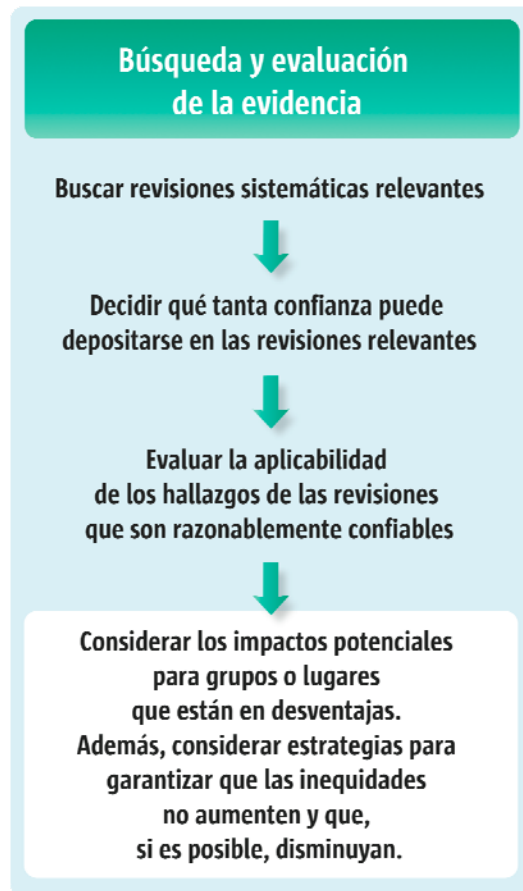 Búsqueda y evaluación
de la evidencia
Buscar revisiones sistemáticas relevantes
Decidir qué tanta confianza puede
depositarse en las revisiones relevantes
Evaluar la aplicabilidad
de los hallazgos de las revisiones
que son razonablemente confiables
Considerar los impactos potenciales
para grupos o lugares
que están en desventajas.
Además, considerar estrategias para
garantizar que las inequidades
no aumenten y que,
si es posible, disminuyan.